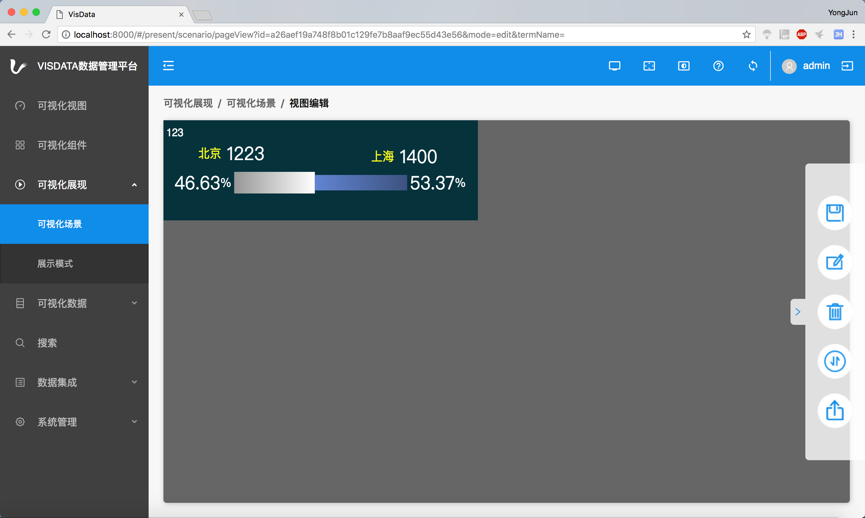 VisData
YongJun
localhost:8000/#/present/scenario/pageView?id=a26aef19a748f8b01c129fe7b8aaf9ec55d43e56&mode=edit&termName=
ABP
VISDATA数据管理平台
admin
可视化视图
可视化组件
可视化展现
可视化场景
展示模式
可视化数据
搜索
数据集成
系统管理
可视化展现 / 可视化场景 / 视图编辑
123
北京 1223
上海 1400
46.63%
53.37%